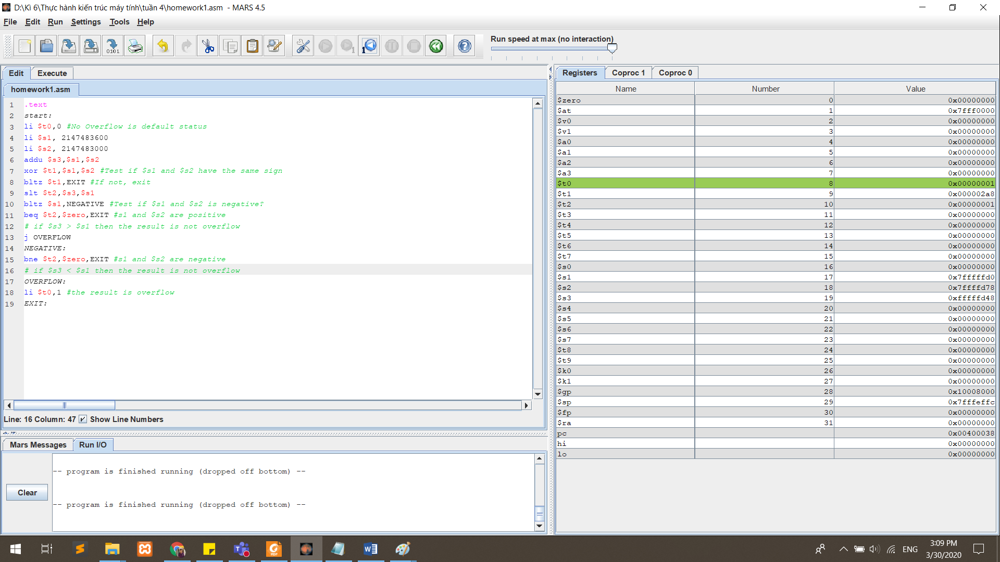 D:\Kì 6\Thực hành kiến trúc máy tính\tuần 4\homework1.asm - MARS 4.5
File Edit Run Settings Tools Help
Run speed at max (no interaction)
Edit Execute
homework1.asm
1 .text
2 start:
3 li $t0,0 #No Overflow is default status
4 li $s1, 2147483600
5 li $s2, 2147483000
6 addu $s3,$s1,$s2
7 xor $t1,$s1,$s2 #Test if $s1 and $s2 have the same sign
8 bltz $t1,EXIT #If not, exit
9 slt $t2,$s3,$s1
10 bltz $s1,NEGATIVE #Test if $s1 and $s2 is negative?
11 beq $t2,$zero,EXIT #s1 and $s2 are positive
12 # if $s3 > $s1 then the result is not overflow
13 j OVERFLOW
14 NEGATIVE:
15 bne $t2,$zero,EXIT #s1 and $s2 are negative
16 # if $s3 < $s1 then the result is not overflow
17 OVERFLOW:
18 li $t0,1 #the result is overflow
19 EXIT:
Line: 16 Column: 47 Show Line Numbers
Mars Messages Run I/O
-- program is finished running (dropped off bottom) --
Clear
-- program is finished running (dropped off bottom) --
Registers Coproc 1 Coproc 0
Name Number Value
$zero 0 0x00000000
$at 1 0x7fff0000
$v0 2 0x00000000
$v1 3 0x00000000
$a0 4 0x00000000
$a1 5 0x00000000
$a2 6 0x00000000
$a3 7 0x00000000
$t0 8 0x00000001
$t1 9 0x000002a8
$t2 10 0x00000001
$t3 11 0x00000000
$t4 12 0x00000000
$t5 13 0x00000000
$t6 14 0x00000000
$t7 15 0x00000000
$s0 16 0x00000000
$s1 17 0x7fffffd0
$s2 18 0x7ffffd78
$s3 19 0xfffffd48
$s4 20 0x00000000
$s5 21 0x00000000
$s6 22 0x00000000
$s7 23 0x00000000
$t8 24 0x00000000
$t9 25 0x00000000
$k0 26 0x00000000
$k1 27 0x00000000
$gp 28 0x10008000
$sp 29 0x7fffeffc
$fp 30 0x00000000
$ra 31 0x00000000
pc 0x00400038
hi 0x00000000
lo 0x00000000
ENG
3:09 PM
3/30/2020